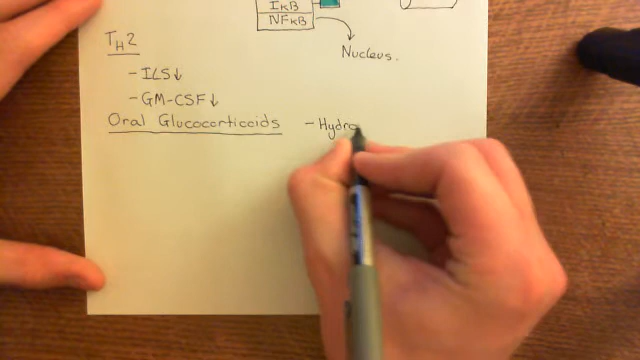 IκB
NFκB
Nucleus.
TH2
- IL5↓
- GM-CSF↓
Oral Glucocorticoids - Hydro